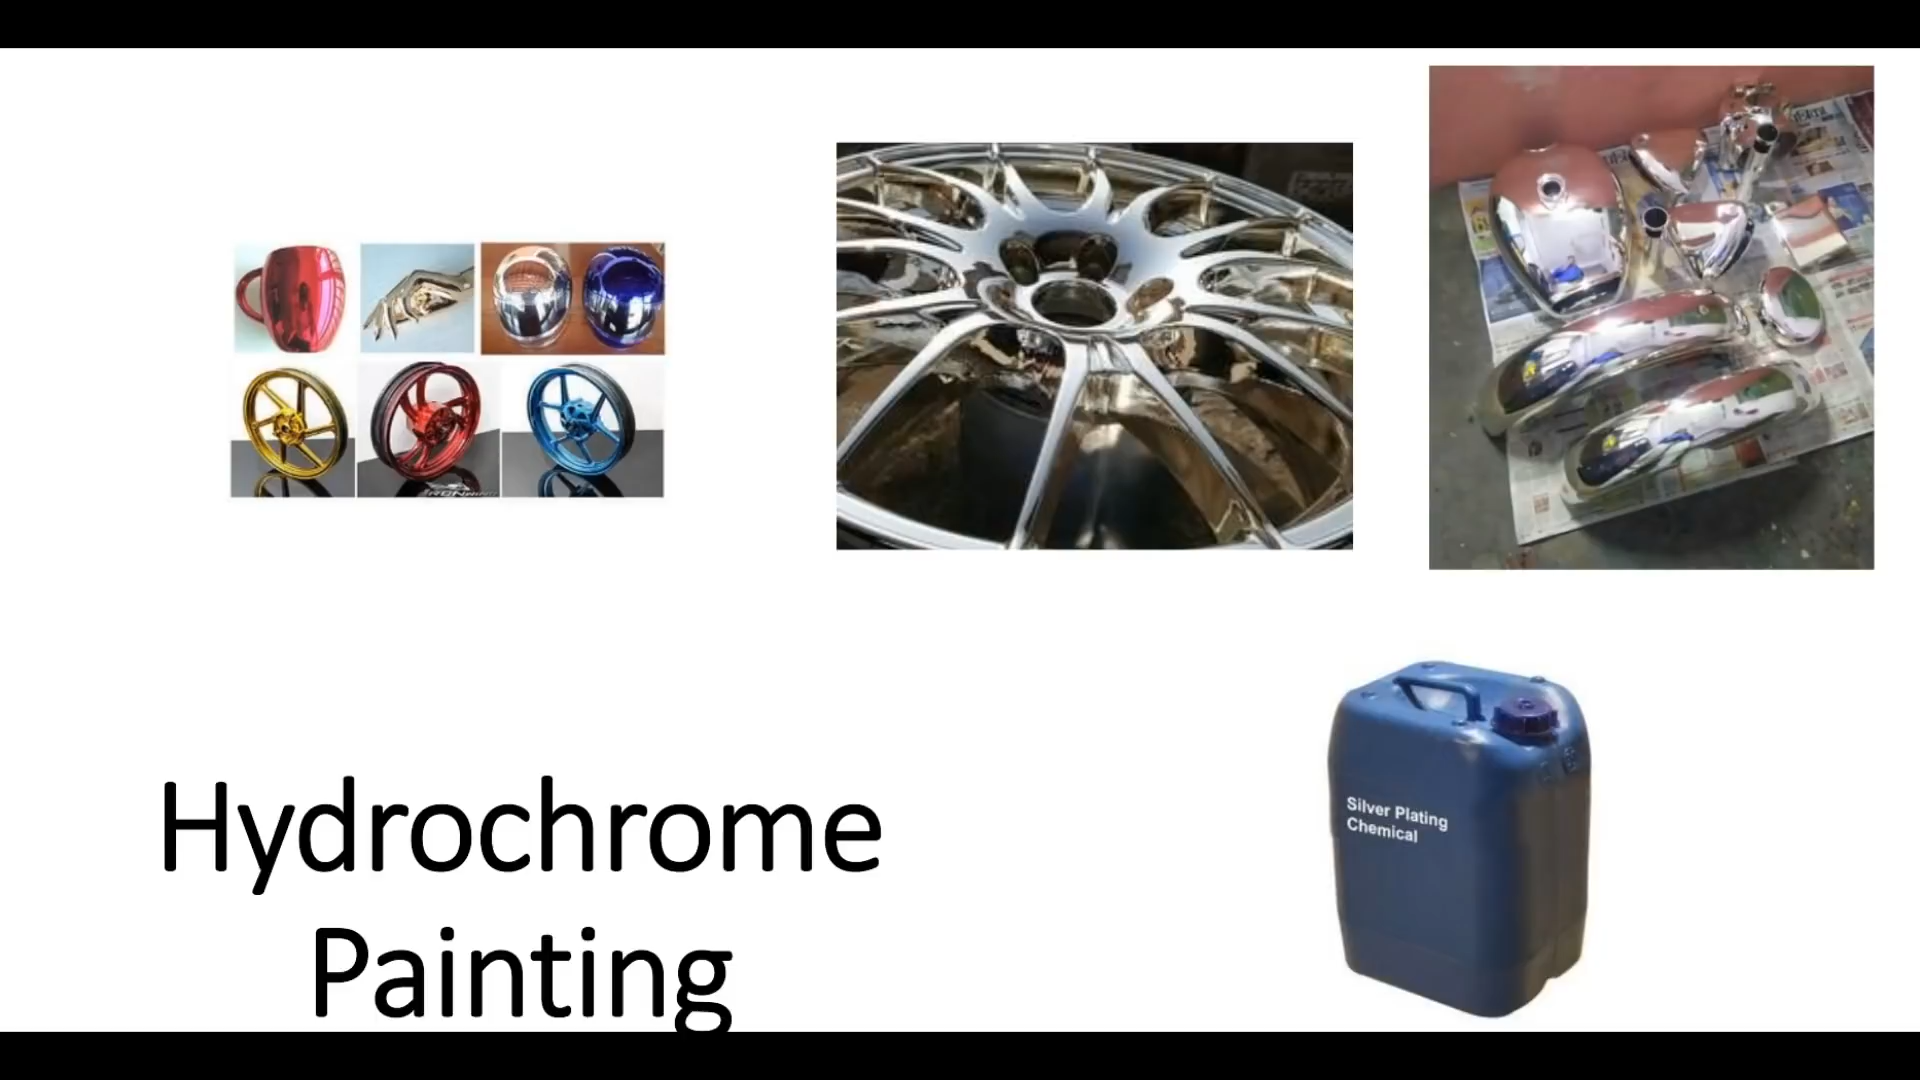 Silver Plating
Chemical
Hydrochrome
Painting